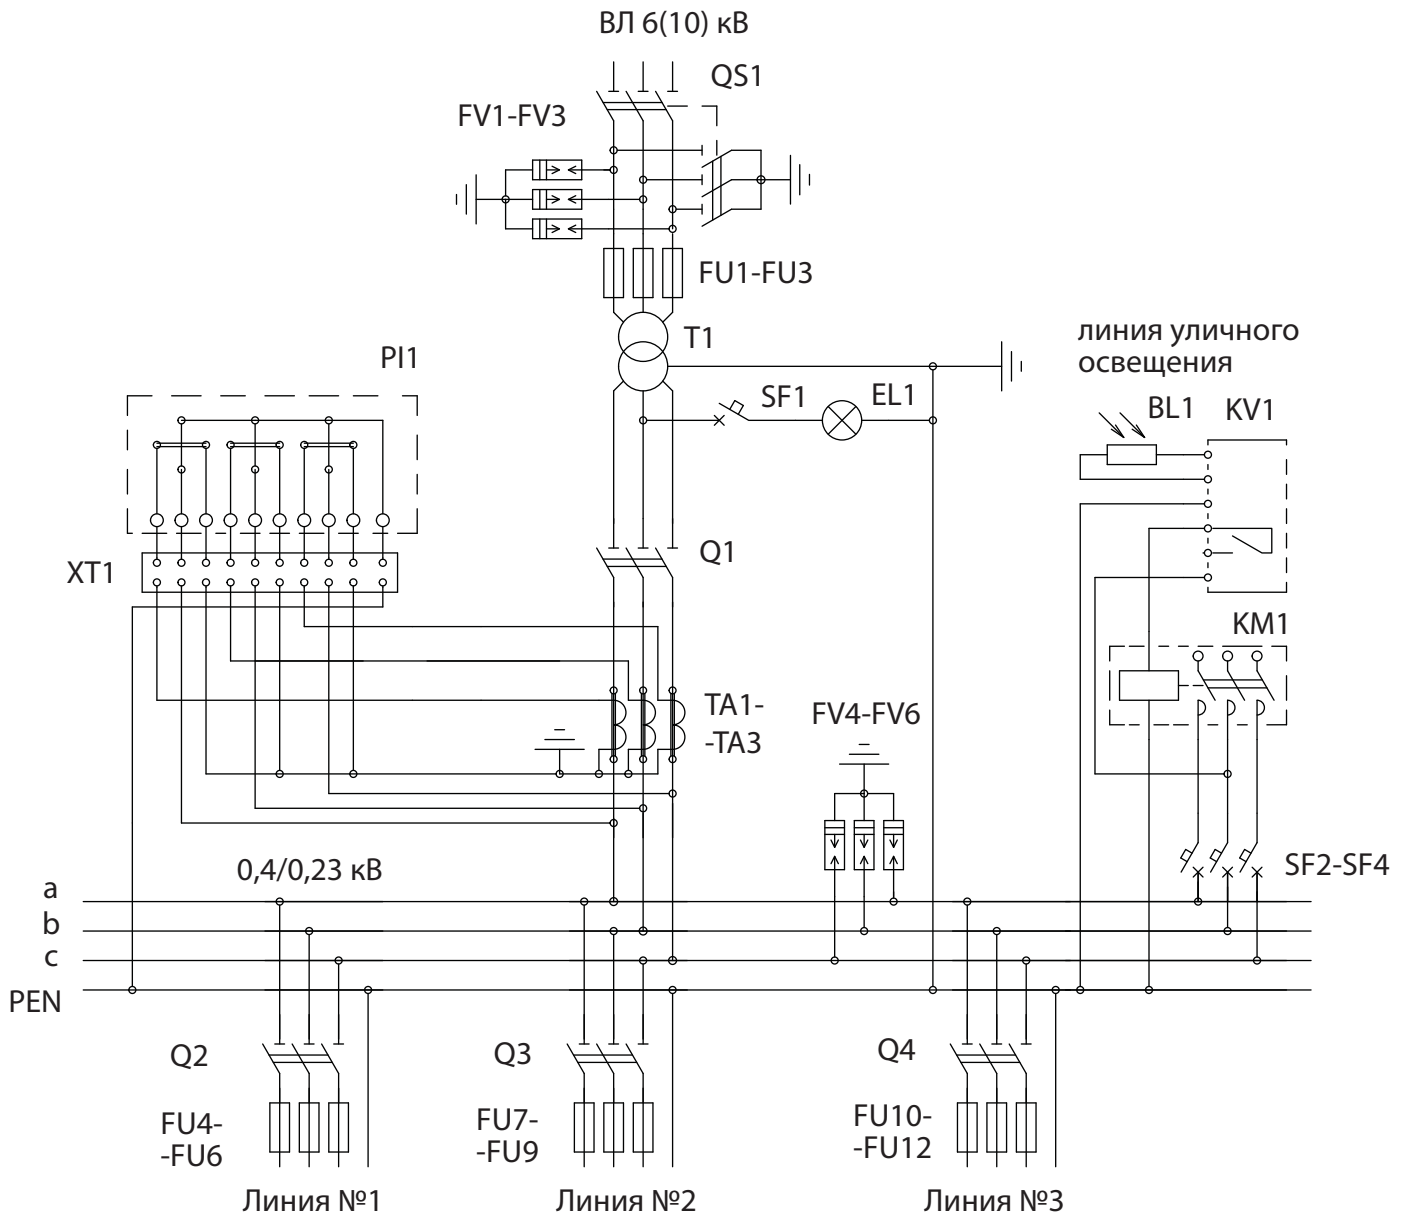 ВЛ 6(10) кВ
QS1
FV1-FV3
FU1-FU3
T1
линия уличного
освещения
PI1
SF1
EL1
BL1
KV1
Q1
XT1
KM1
TA1-
-TA3
FV4-FV6
0,4/0,23 кВ
SF2-SF4
a
b
c
PEN
Q2
Q3
Q4
FU4-
-FU6
FU7-
-FU9
FU10-
-FU12
Линия №1
Линия №2
Линия №3